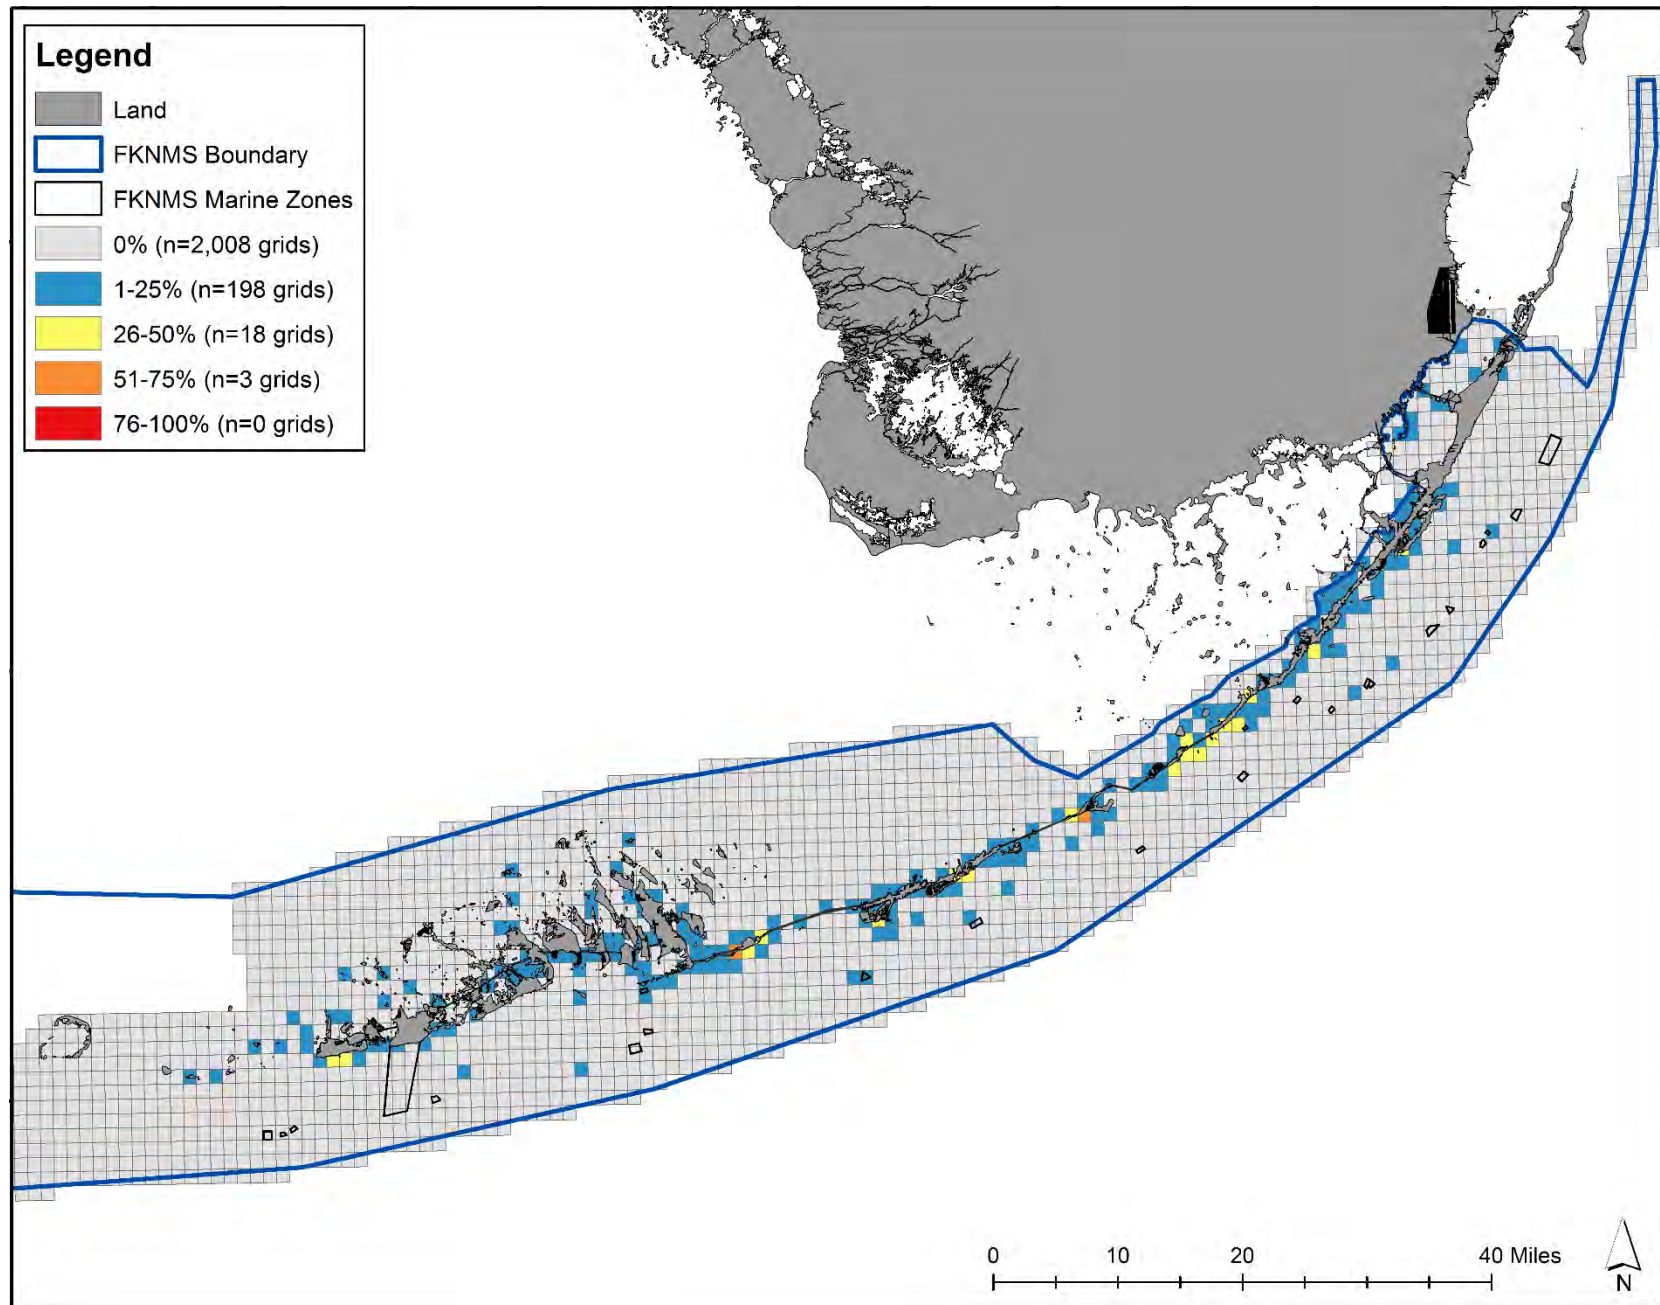 Legend
Land
FKNMS Boundary
FKNMS Marine Zones
0% (n=2,008 grids)
1-25% (n=198 grids)
26-50% (n=18 grids)
51-75% (n=3 grids)
76-100% (n=0 grids)
0 10 20 40 Miles
N